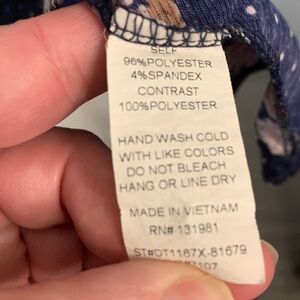 SELF
96%POLYESTER
4%SPANDEX
CONTRAST
100%POLYESTER
HAND WASH COLD
WITH LIKE COLORS
DO NOT BLEACH
HANG OR LINE DRY
MADE IN VIETNAM
RN# 131981
ST#DT1167X-81679